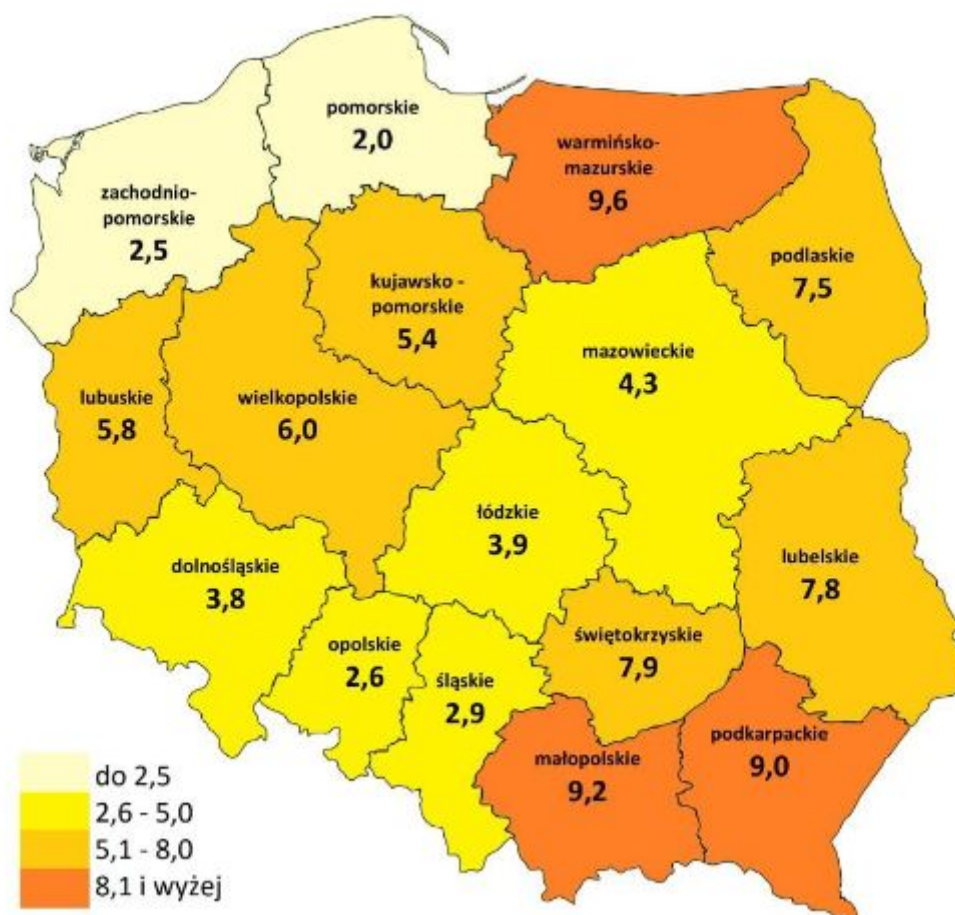 pomorskie
2,0
warmińsko-
mazurskie
9,6
zachodnio-
pomorskie
2,5
podlaskie
7,5
kujawsko -
pomorskie
5,4
mazowieckie
4,3
lubuskie
5,8
wielkopolskie
6,0
łódzkie
3,9
lubelskie
7,8
dolnośląskie
3,8
opolskie
2,6
świętokrzyskie
7,9
śląskie
2,9
małopolskie
9,2
podkarpackie
9,0
do 2,5
2,6 - 5,0
5,1 - 8,0
8,1 i wyżej